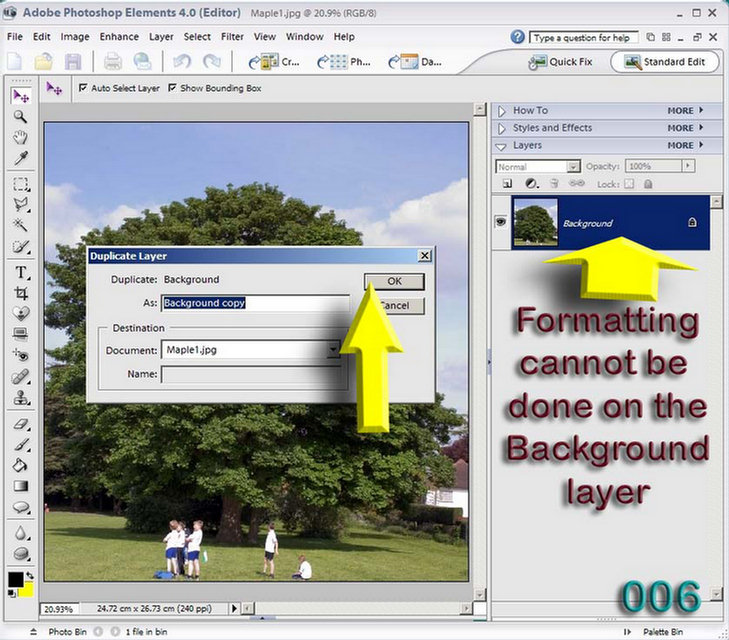 Adobe Photoshop Elements 4.0 (Editor) Maple1.jpg @ 20.9% (RGB/8)
File Edit Image Enhance Layer Select Filter View Window Help Type a question for help
Cr... Ph... Da... Quick Fix Standard Edit
Auto Select Layer Show Bounding Box
How To MORE
Styles and Effects MORE
Layers MORE
Normal Opacity: 100%
Lock:
Background
Duplicate Layer
Duplicate: Background OK
As: Background copy Cancel
Destination
Document: Maple1.jpg
Name:
Formatting
cannot be
done on the
Background
layer
006
20.93% 24.72 cm x 26.73 cm (240 ppi)
Photo Bin 1 file in bin Palette Bin